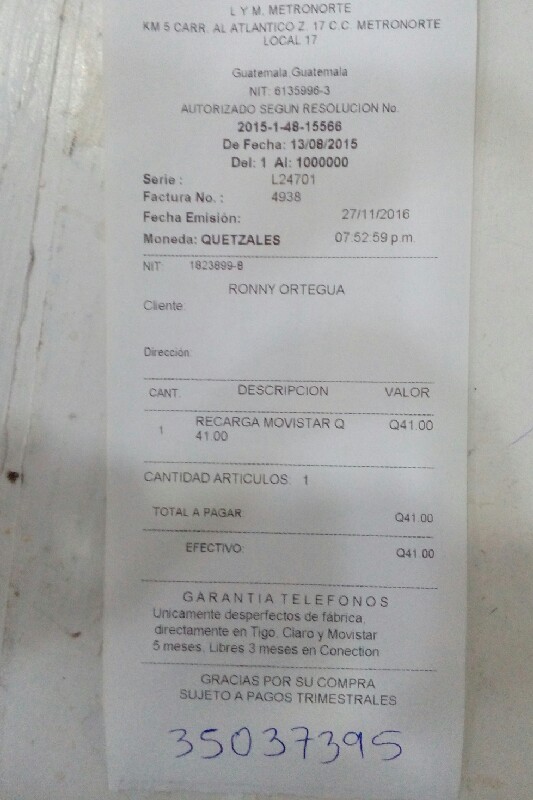 L Y M. METRONORTE
KM 5 CARR. AL ATLANTICO Z. 17 C.C. METRONORTE
LOCAL 17
Guatemala,Guatemala
NIT: 6135996-3
AUTORIZADO SEGUN RESOLUCION No.
2015-1-48-15566
De Fecha: 13/08/2015
Del: 1 Al: 1000000
Serie : L24701
Factura No. : 4938
Fecha Emisión: 27/11/2016
Moneda: QUETZALES 07:52:59 p.m.
NIT: 1823899-8
RONNY ORTEGUA
Cliente:
Dirección:
CANT. DESCRIPCION VALOR
1 RECARGA MOVISTAR Q Q41.00
41.00
CANTIDAD ARTICULOS: 1
TOTAL A PAGAR Q41.00
EFECTIVO: Q41.00
GARANTIA TELEFONOS
Unicamente desperfectos de fábrica,
directamente en Tigo, Claro y Movistar
5 meses, Libres 3 meses en Conection
GRACIAS POR SU COMPRA
SUJETO A PAGOS TRIMESTRALES
35037395